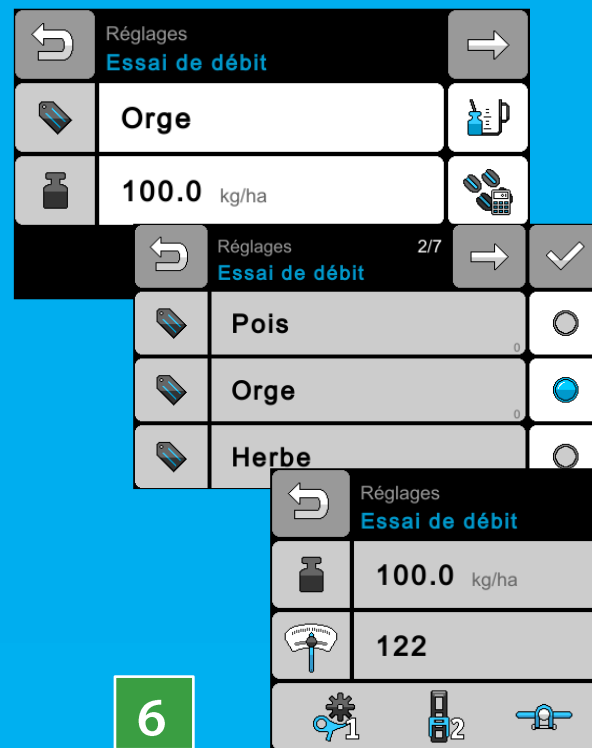 Réglages
Essai de débit
Orge
100.0 kg/ha
Réglages 2/7
Essai de débit
Pois
0
Orge
0
Herbe
Réglages
Essai de débit
100.0 kg/ha
122
1 2
6